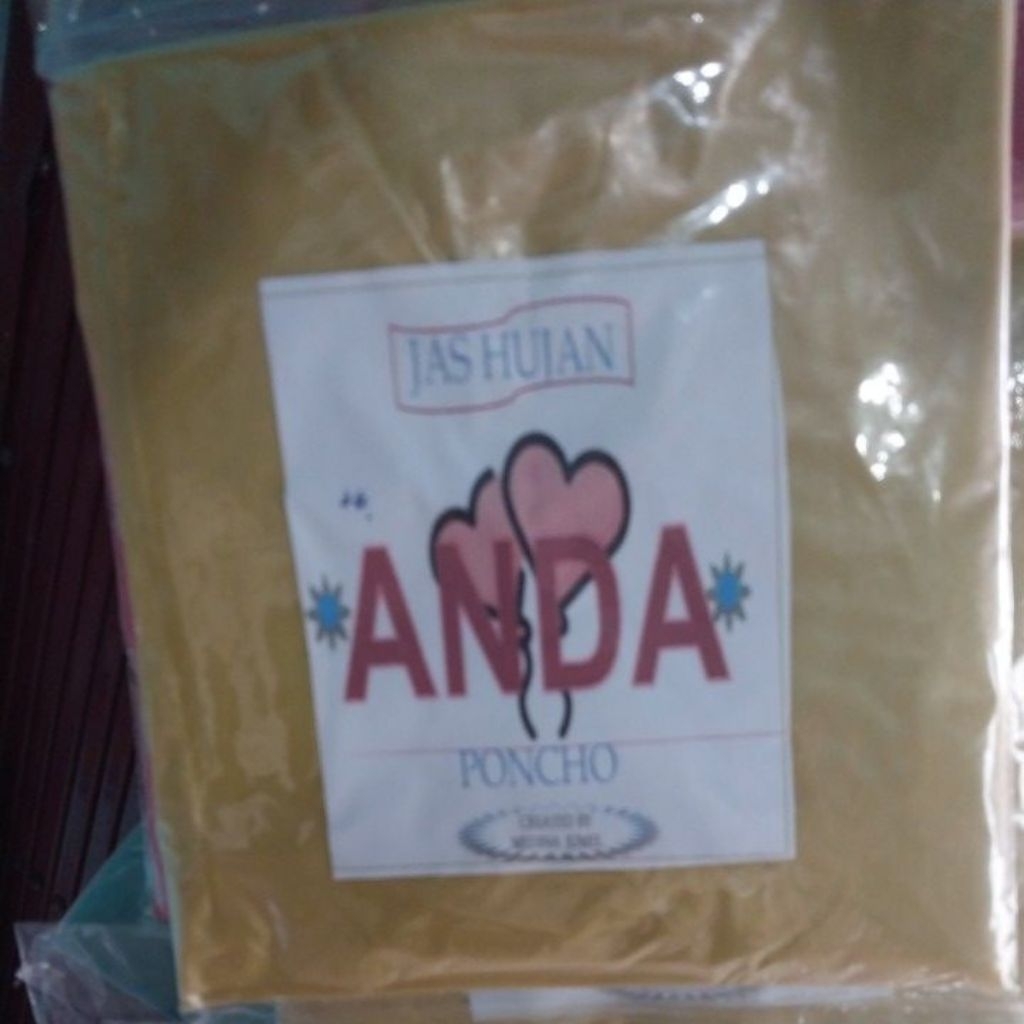 JAS HUJAN
ANDA
PONCHO
CREATED BY